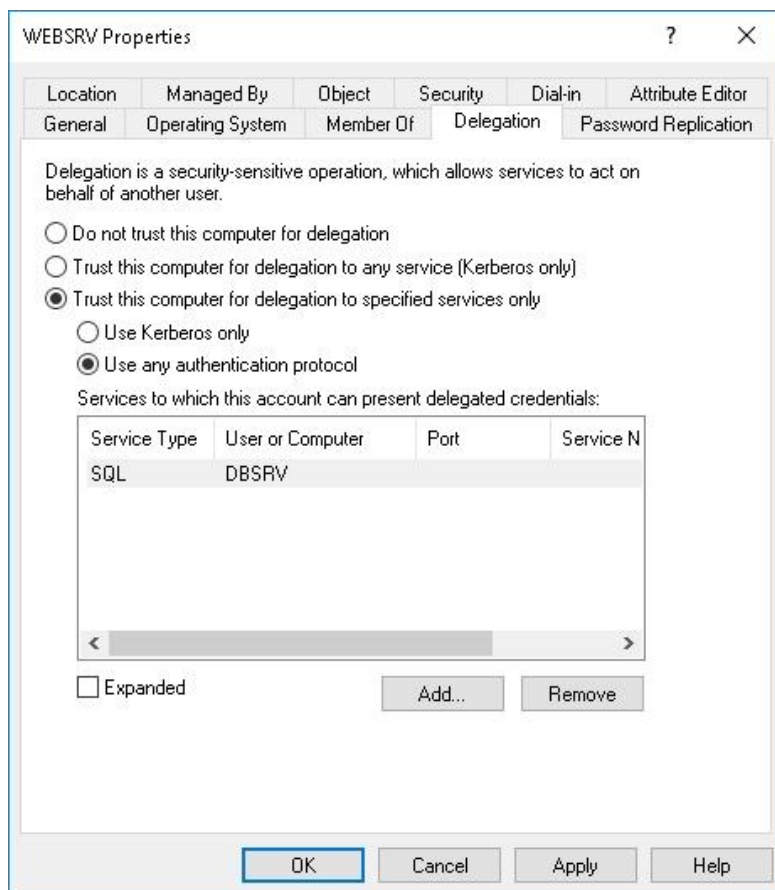 WEBSRV Properties
? X
Location Managed By Object Security Dial-in Attribute Editor
General Operating System Member Of Delegation Password Replication
Delegation is a security-sensitive operation, which allows services to act on
behalf of another user.
Do not trust this computer for delegation
Trust this computer for delegation to any service (Kerberos only)
Trust this computer for delegation to specified services only
Use Kerberos only
Use any authentication protocol
Services to which this account can present delegated credentials:
Service Type User or Computer Port Service N
SQL DBSRV
Expanded Add... Remove
OK Cancel Apply Help